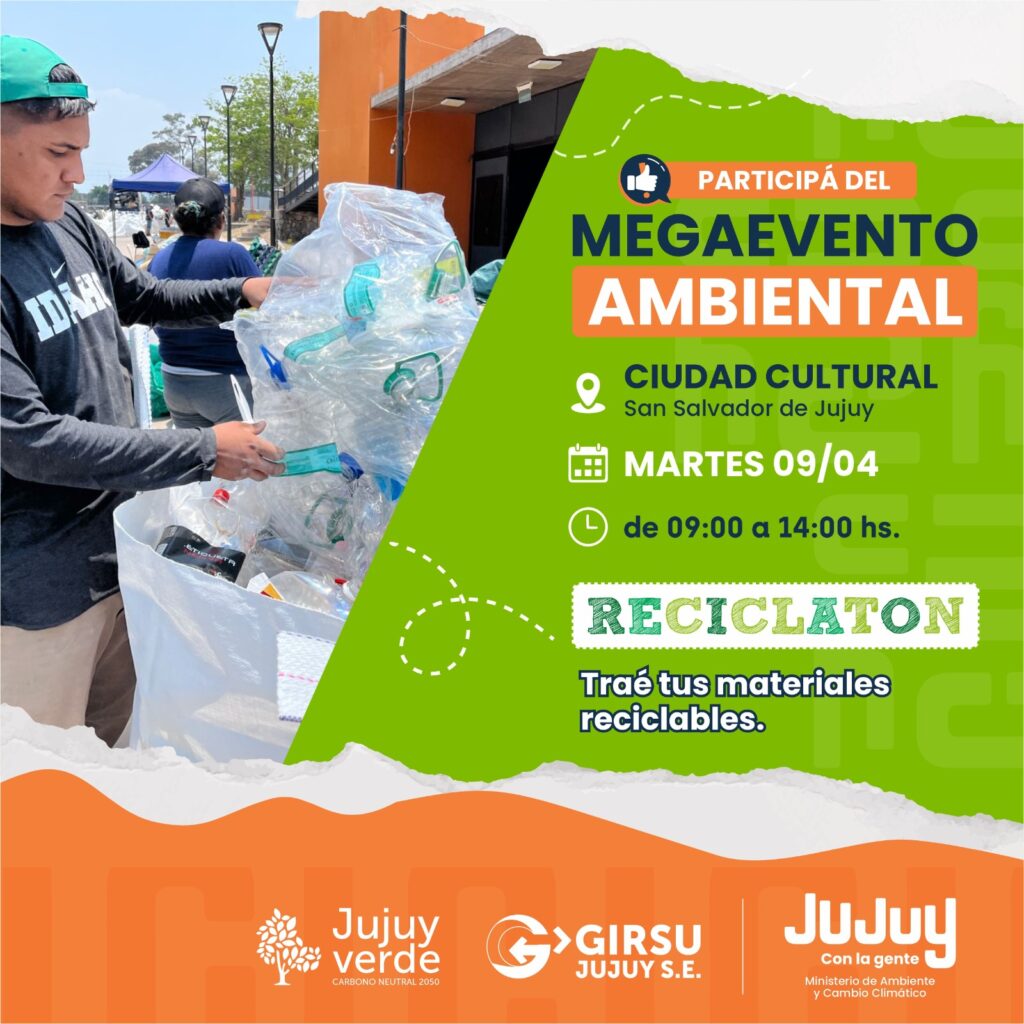 PARTICIPÁ DEL
MEGAEVENTO
AMBIENTAL
CIUDAD CULTURAL
San Salvador de Jujuy
MARTES 09/04
de 09:00 a 14:00 hs.
RECICLATON
Traé tus materiales
reciclables.
IDAHO
ETIQUETA
Jujuy
verde
CARBONO NEUTRAL 2050
GIRSU
JUJUY S.E.
JuJuy
Con la gente
Ministerio de Ambiente
y Cambio Climático